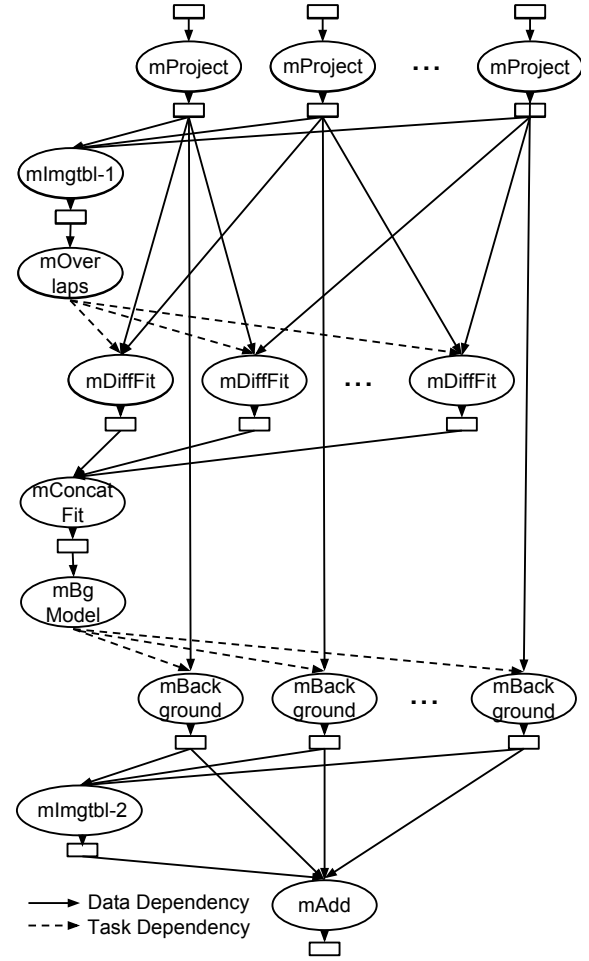 mProject
mProject
...
mProject
mImgtbl-1
mOver
laps
mDiffFit
mDiffFit
...
mDiffFit
mConcat
Fit
mBg
Model
mBack
ground
mBack
ground
...
mBack
ground
mImgtbl-2
mAdd
Data Dependency
Task Dependency